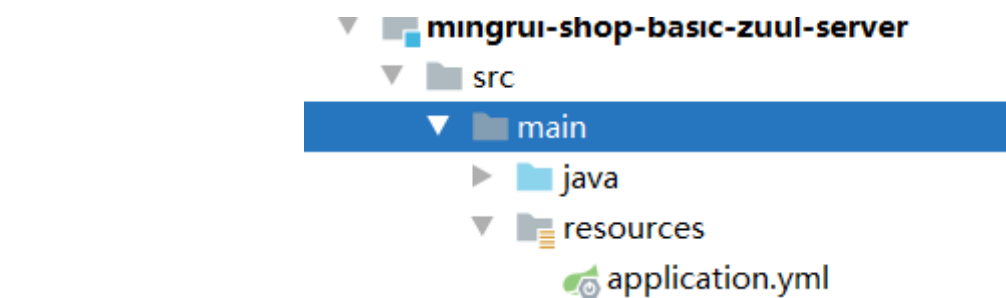 mingrui-shop-basic-zuul-server
src
main
java
resources
application.yml